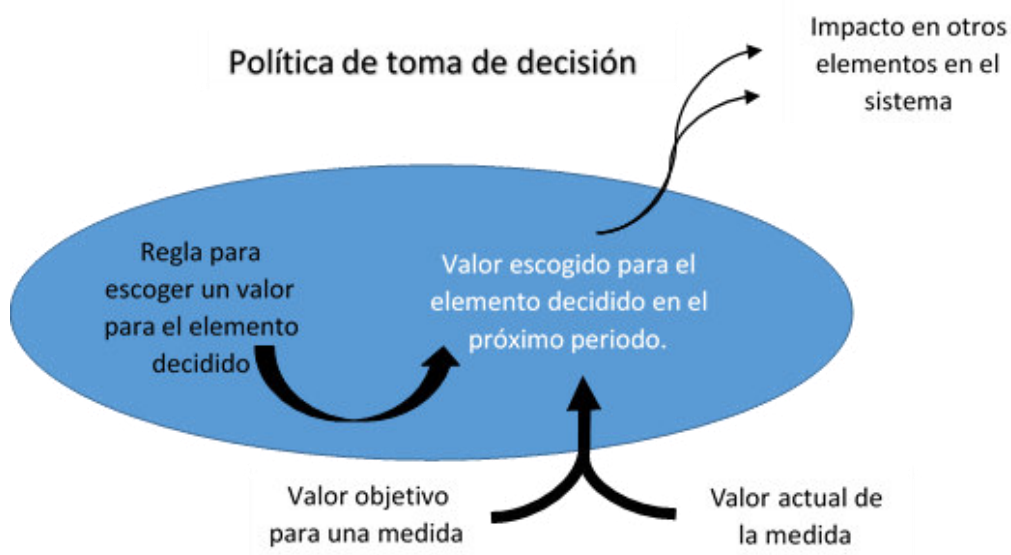 Política de toma de decisión
Impacto en otros
elementos en el
sistema
Regla para
escoger un valor
para el elemento
decidido
Valor escogido para el
elemento decidido en el
próximo periodo.
Valor objetivo
para una medida
Valor actual de
la medida